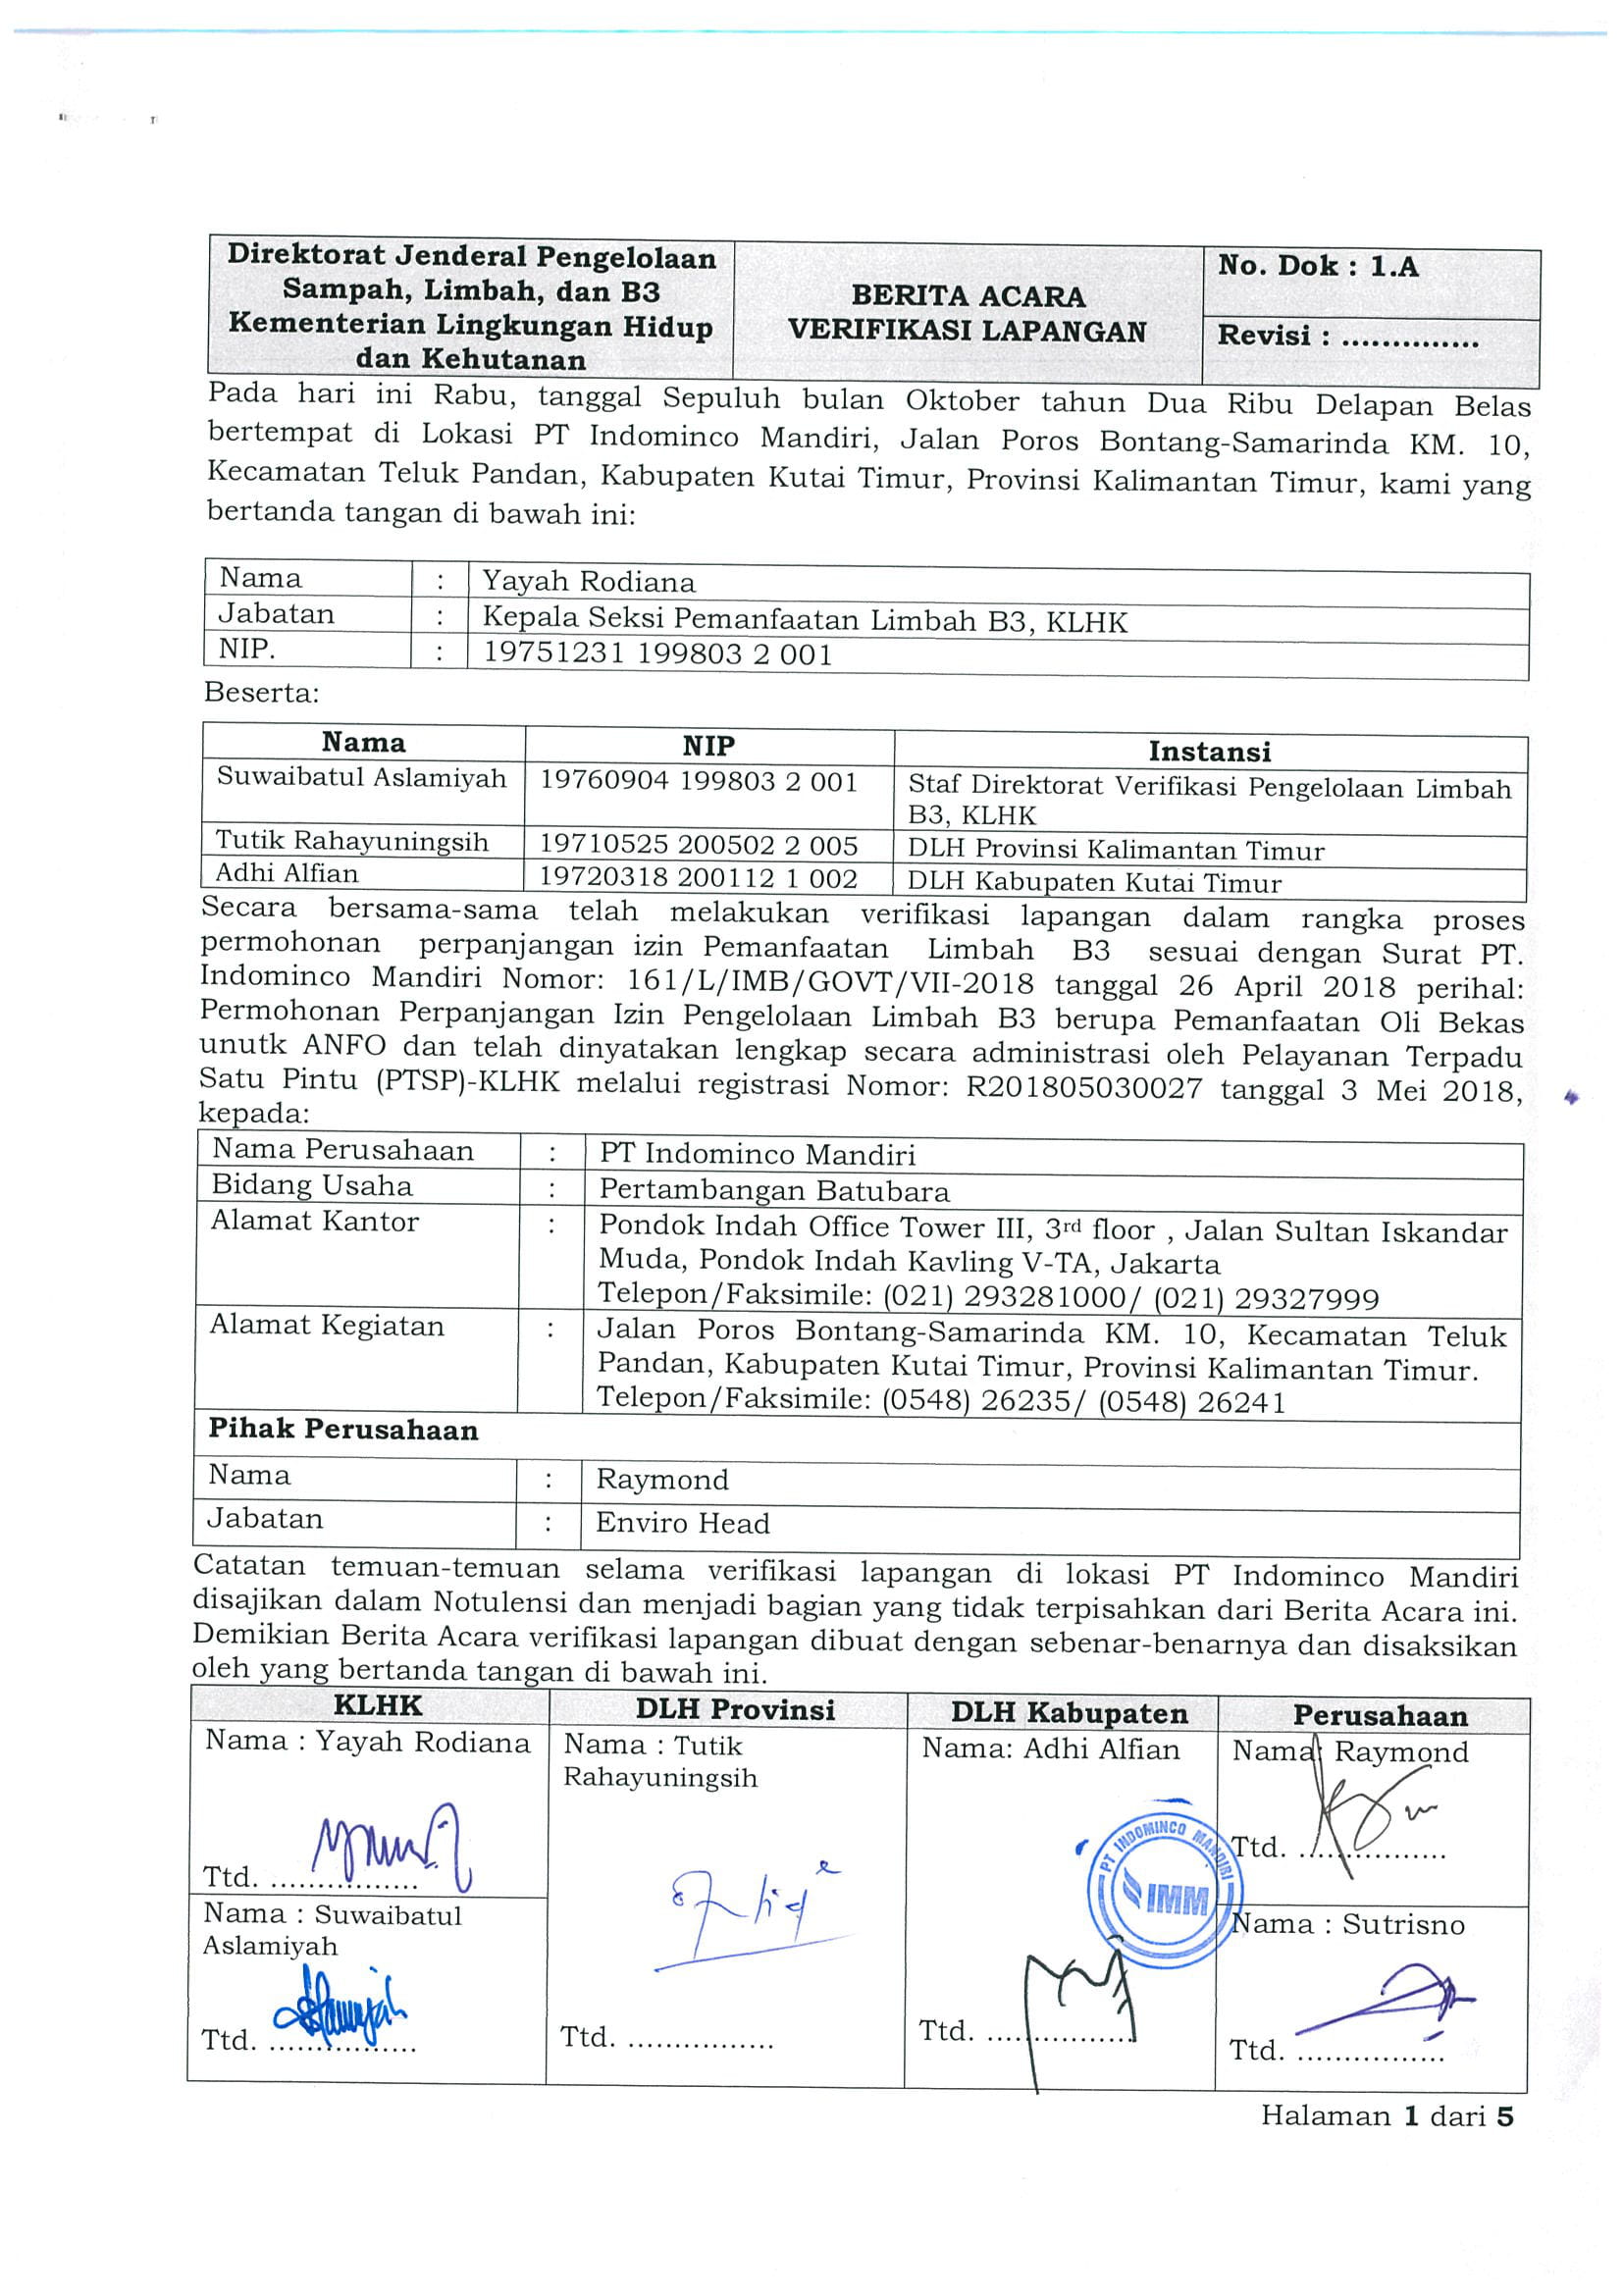 Direktorat Jenderal Pengelolaan
Sampah, Limbah, dan B3
Kementerian Lingkungan Hidup
dan Kehutanan
BERITA ACARA
VERIFIKASI LAPANGAN
No. Dok : 1.A
Revisi : ..............
Pada hari ini Rabu, tanggal Sepuluh bulan Oktober tahun Dua Ribu Delapan Belas
bertempat di Lokasi PT Indominco Mandiri, Jalan Poros Bontang-Samarinda KM. 10,
Kecamatan Teluk Pandan, Kabupaten Kutai Timur, Provinsi Kalimantan Timur, kami yang
bertanda tangan di bawah ini:
Nama : Yayah Rodiana
Jabatan : Kepala Seksi Pemanfaatan Limbah B3, KLHK
NIP. : 19751231 199803 2 001
Beserta:
Nama NIP Instansi
Suwaibatul Aslamiyah 19760904 199803 2 001 Staf Direktorat Verifikasi Pengelolaan Limbah
B3, KLHK
Tutik Rahayuningsih 19710525 200502 2 005 DLH Provinsi Kalimantan Timur
Adhi Alfian 19720318 200112 1 002 DLH Kabupaten Kutai Timur
Secara bersama-sama telah melakukan verifikasi lapangan dalam rangka proses
permohonan perpanjangan izin Pemanfaatan Limbah B3 sesuai dengan Surat PT.
Indominco Mandiri Nomor: 161/L/IMB/GOVT/VII-2018 tanggal 26 April 2018 perihal:
Permohonan Perpanjangan Izin Pengelolaan Limbah B3 berupa Pemanfaatan Oli Bekas
unutk ANFO dan telah dinyatakan lengkap secara administrasi oleh Pelayanan Terpadu
Satu Pintu (PTSP)-KLHK melalui registrasi Nomor: R201805030027 tanggal 3 Mei 2018,
kepada:
Nama Perusahaan : PT Indominco Mandiri
Bidang Usaha : Pertambangan Batubara
Alamat Kantor : Pondok Indah Office Tower III, 3rd floor , Jalan Sultan Iskandar
Muda, Pondok Indah Kavling V-TA, Jakarta
Telepon/Faksimile: (021) 293281000/ (021) 29327999
Alamat Kegiatan : Jalan Poros Bontang-Samarinda KM. 10, Kecamatan Teluk
Pandan, Kabupaten Kutai Timur, Provinsi Kalimantan Timur.
Telepon/Faksimile: (0548) 26235/ (0548) 26241
Pihak Perusahaan
Nama : Raymond
Jabatan : Enviro Head
Catatan temuan-temuan selama verifikasi lapangan di lokasi PT Indominco Mandiri
disajikan dalam Notulensi dan menjadi bagian yang tidak terpisahkan dari Berita Acara ini.
Demikian Berita Acara verifikasi lapangan dibuat dengan sebenar-benarnya dan disaksikan
oleh yang bertanda tangan di bawah ini.
KLHK DLH Provinsi DLH Kabupaten Perusahaan
Nama : Yayah Rodiana
Ttd. ................
Nama : Suwaibatul
Aslamiyah
Ttd. ................
Nama : Tutik
Rahayuningsih
Ttd. ................
Nama: Adhi Alfian
PT INDOMINCO MANDIRI
IMM
Ttd. ................
Nama: Raymond
Ttd. ................
Nama : Sutrisno
Ttd. ................
Halaman 1 dari 5